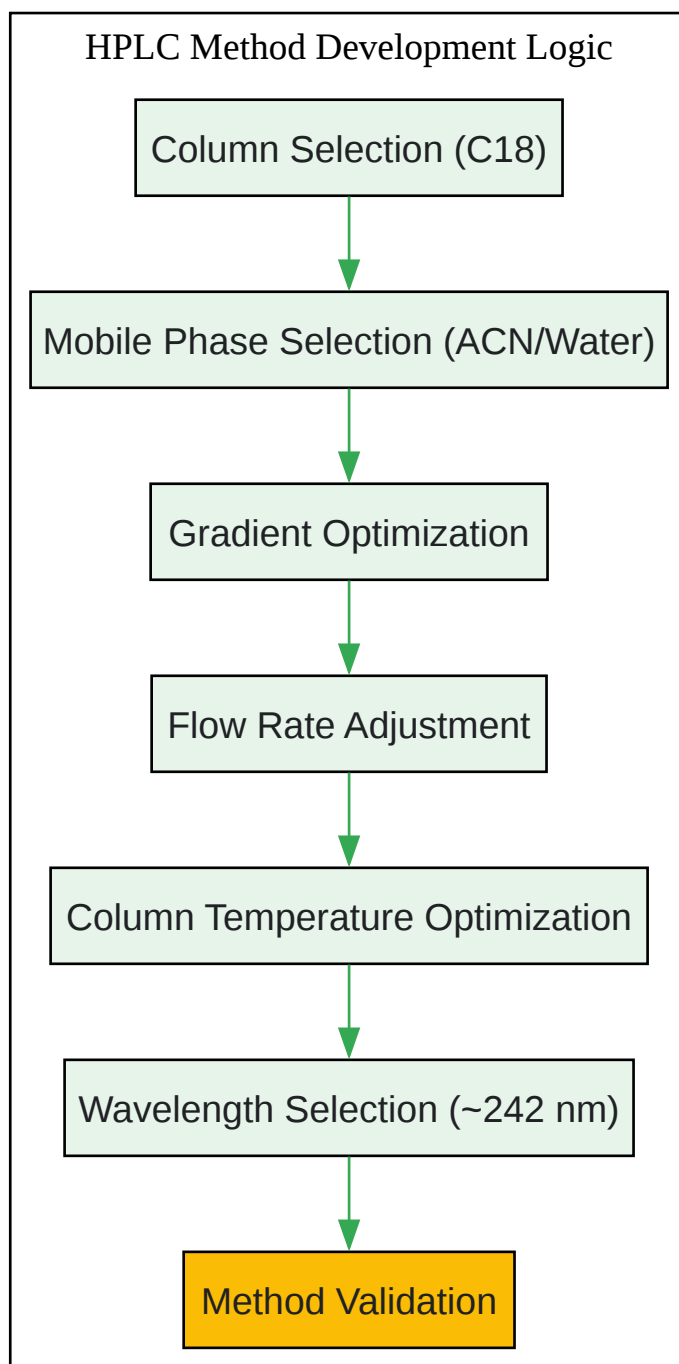 HPLC Method Development Logic
Column Selection (C18)
Mobile Phase Selection (ACN/Water)
Gradient Optimization
Flow Rate Adjustment
Column Temperature Optimization
Wavelength Selection (~242 nm)
Method Validation